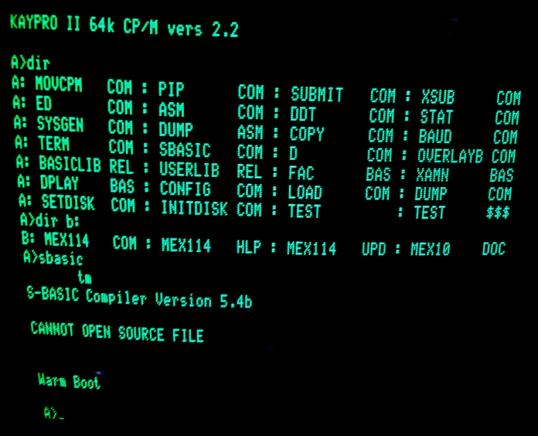 KAYPRO II 64k CP/M vers 2.2
A>dir
A: MOVCPM COM : PIP COM : SUBMIT COM : XSUB COM
A: ED COM : ASM COM : DDT COM : STAT COM
A: SYSGEN COM : DUMP ASM : COPY COM : BAUD COM
A: TERM COM : SBASIC COM : D COM : OVERLAYB COM
A: BASICLIB REL : USERLIB REL : FAC BAS : XAMN BAS
A: DPLAY BAS : CONFIG COM : LOAD COM : DUMP COM
A: SETDISK COM : INITDISK COM : TEST : TEST $$$
A>dir b:
B: MEX114 COM : MEX114 HLP : MEX114 UPD : MEX10 DOC
A>sbasic
tm
S-BASIC Compiler Version 5.4b
CANNOT OPEN SOURCE FILE
Warm Boot
A>_